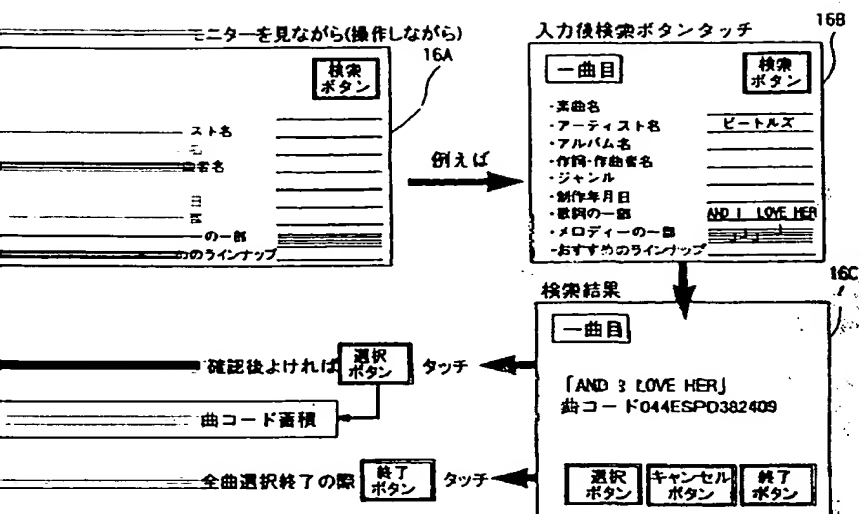 モニターを見ながら(操作しながら)
16A
検索
ボタン
スト名
名
曲者名
日
部
の一部
のラインナップ
例えば
入力後検索ボタンタッチ
16B
一曲目
検索
ボタン
・楽曲名
・アーティスト名 ビートルズ
・アルバム名
・作詞・作曲者名
・ジャンル
・制作年月日
・歌詞の一部 AND I LOVE HER
・メロディーの一部
・おすすめのラインナップ
検索結果
16C
一曲目
「AND I LOVE HER」
曲コード044ESPD382409
選択
ボタン
キャンセル
ボタン
終了
ボタン
確認後よければ 選択
ボタン タッチ
曲コード蓄積
全曲選択終了の際 終了
ボタン タッチ